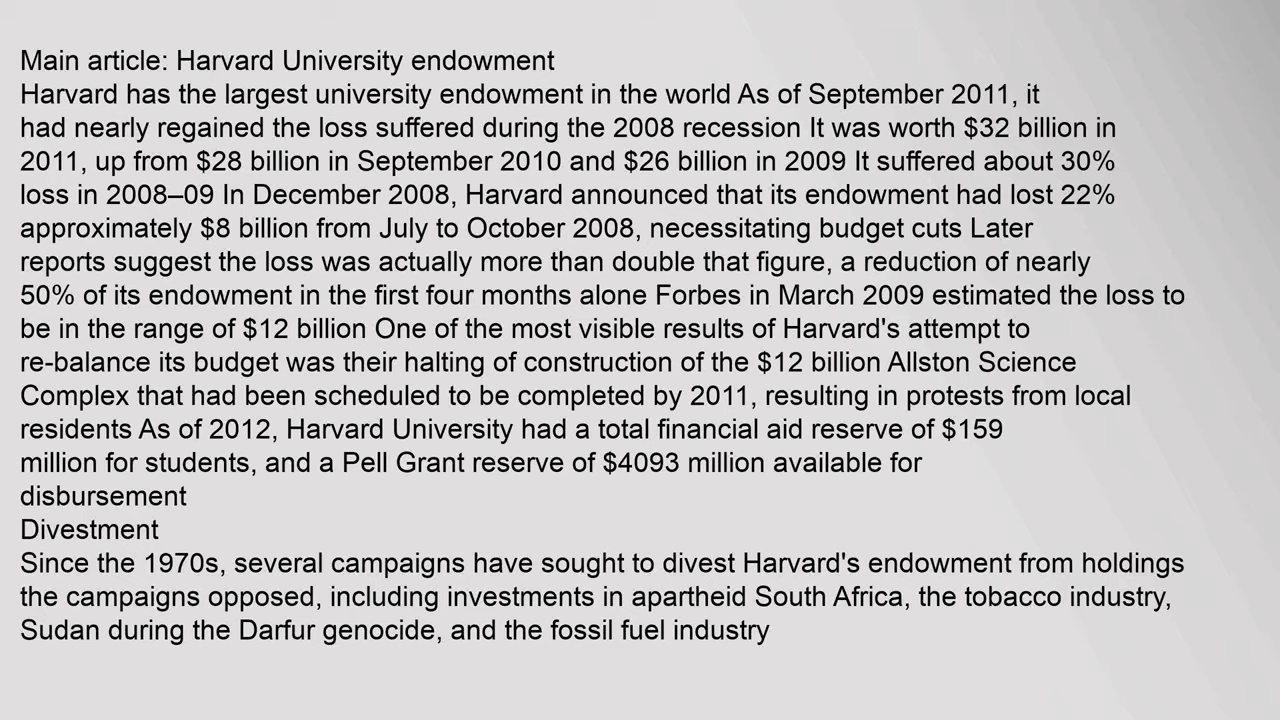 Main article: Harvard University endowment
Harvard has the largest university endowment in the world As of September 2011, it
had nearly regained the loss suffered during the 2008 recession It was worth $32 billion in
2011, up from $28 billion in September 2010 and $26 billion in 2009 It suffered about 30%
loss in 2008–09 In December 2008, Harvard announced that its endowment had lost 22%
approximately $8 billion from July to October 2008, necessitating budget cuts Later
reports suggest the loss was actually more than double that figure, a reduction of nearly
50% of its endowment in the first four months alone Forbes in March 2009 estimated the loss to
be in the range of $12 billion One of the most visible results of Harvard's attempt to
re-balance its budget was their halting of construction of the $12 billion Allston Science
Complex that had been scheduled to be completed by 2011, resulting in protests from local
residents As of 2012, Harvard University had a total financial aid reserve of $159
million for students, and a Pell Grant reserve of $4093 million available for
disbursement
Divestment
Since the 1970s, several campaigns have sought to divest Harvard's endowment from holdings
the campaigns opposed, including investments in apartheid South Africa, the tobacco industry,
Sudan during the Darfur genocide, and the fossil fuel industry